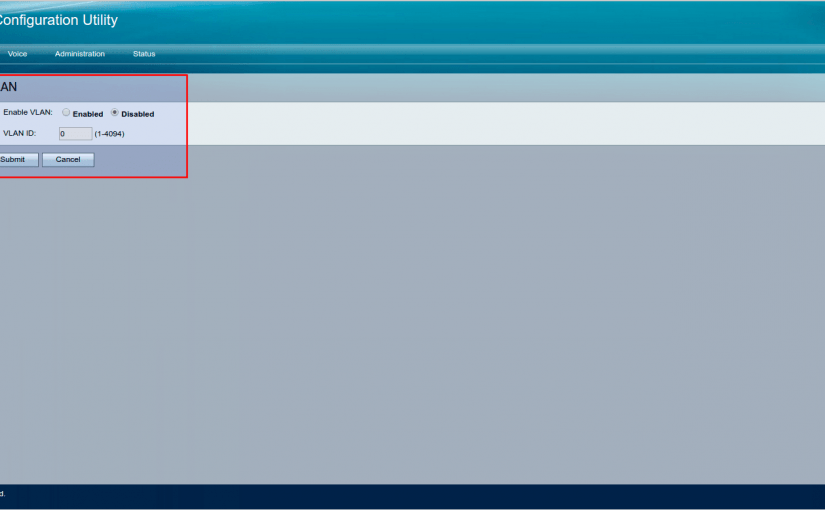 Configuration Utility
Voice Administration Status
AN
Enable VLAN: Enabled Disabled
VLAN ID: 0 (1-4094)
Submit Cancel
d.